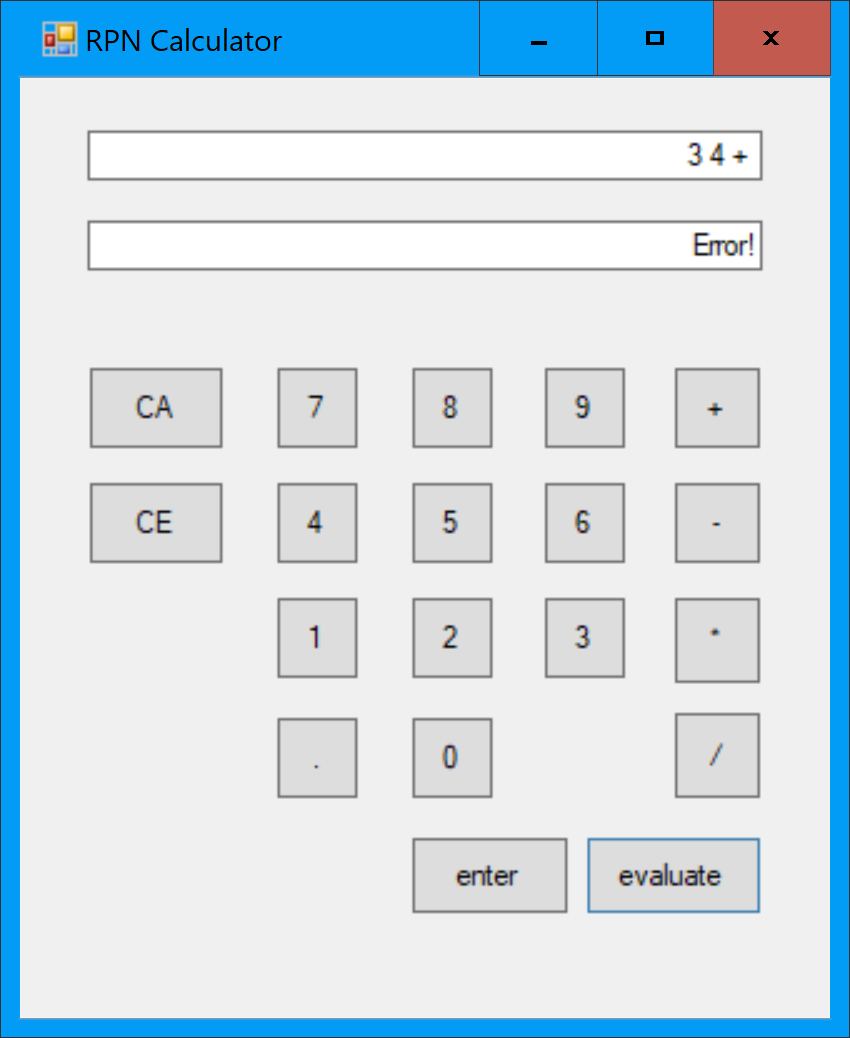 RPN Calculator
3 4 +
Error!
CA 7 8 9 +
CE 4 5 6 -
1 2 3 *
. 0 /
enter evaluate